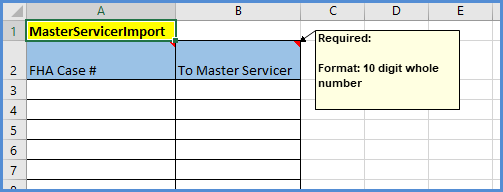 A B C D E
1 MasterServicerImport
Required:
Format: 10 digit whole
number
2 FHA Case # To Master Servicer
3
4
5
6
7